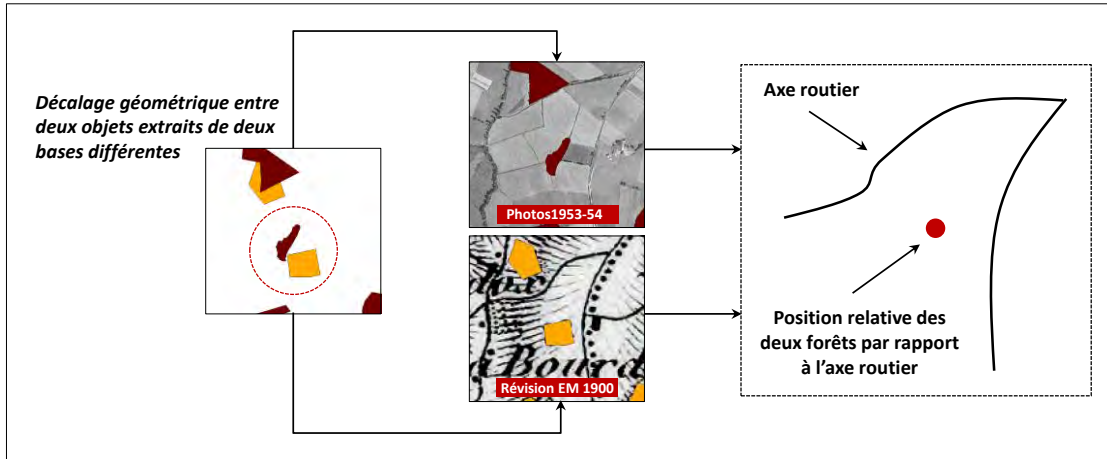 Décalage géométrique entre
deux objets extraits de deux
bases différentes
Photos1953-54
Révision EM 1900
Bourd
Axe routier
Position relative des
deux forêts par rapport
à l'axe routier